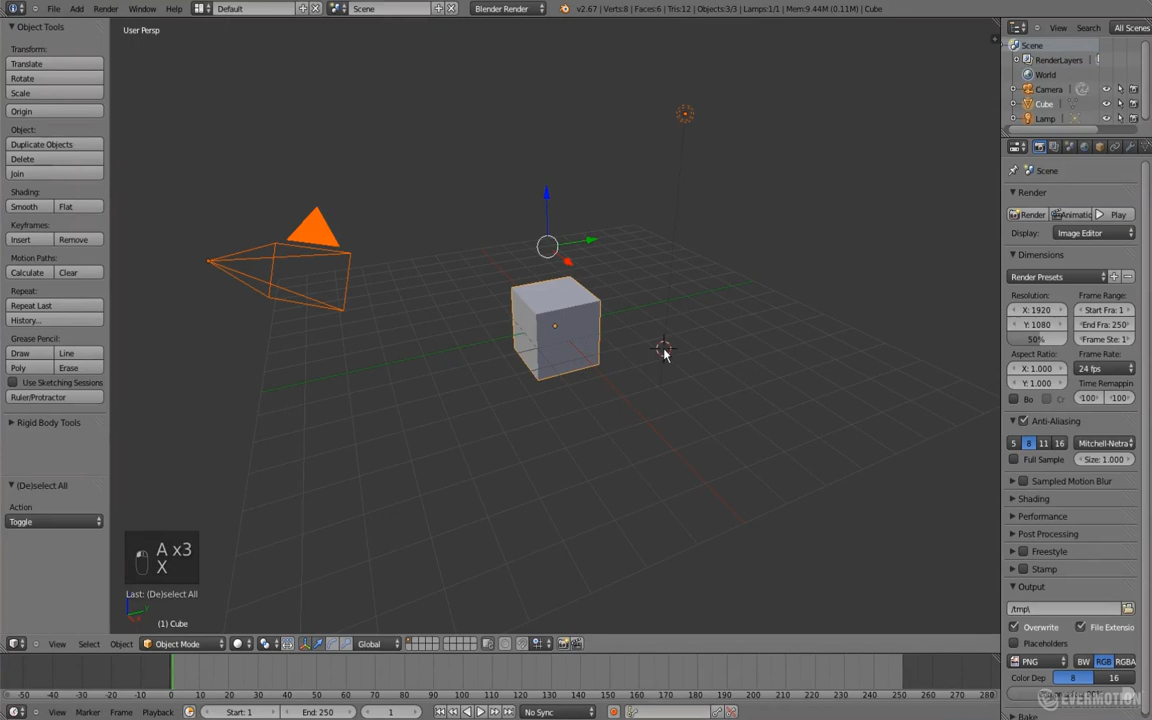 File Add Render Window Help Default Scene Blender Render v2.67 | Verts:8 | Faces:6 | Tris:12 | Objects:3/3 | Lamps:1/1 | Mem:9.44M (0.11M) | Cube
Object Tools
Transform:
Translate
Rotate
Scale
Origin
Object:
Duplicate Objects
Delete
Join
Shading:
Smooth Flat
Keyframes:
Insert Remove
Motion Paths:
Calculate Clear
Repeat:
Repeat Last
History...
Grease Pencil:
Draw Line
Poly Erase
Use Sketching Sessions
Ruler/Protractor
Rigid Body Tools
(De)select All
Action
Toggle
User Persp
A x3
X
Last: (De)select All
(1) Cube
View Select Object Object Mode Global
View Search All Scenes
Scene
RenderLayers
World
Camera
Cube
Lamp
Scene
Render
Render Animatic Play
Display: Image Editor
Dimensions
Render Presets
Resolution: Frame Range:
X: 1920 Start Fra: 1
Y: 1080 End Fra: 250
50% Frame Ste: 1
Aspect Ratio: Frame Rate:
X: 1.000 24 fps
Y: 1.000 Time Remappin
Bo Cr 100 100
Anti-Aliasing
5 8 11 16 Mitchell-Netra
Full Sample Size: 1.000
Sampled Motion Blur
Shading
Performance
Post Processing
Freestyle
Stamp
Output
/tmp\
Overwrite File Extensio
Placeholders
PNG BW RGB RGBA
Color Dep 8 16
EVERMOTION
Bake
-50 -40 -30 -20 -10 0 10 20 30 40 50 60 70 80 90 100 110 120 130 140 150 160 170 180 190 200 210 220 230 240 250 260 270 280
View Marker Frame Playback Start: 1 End: 250 1 No Sync